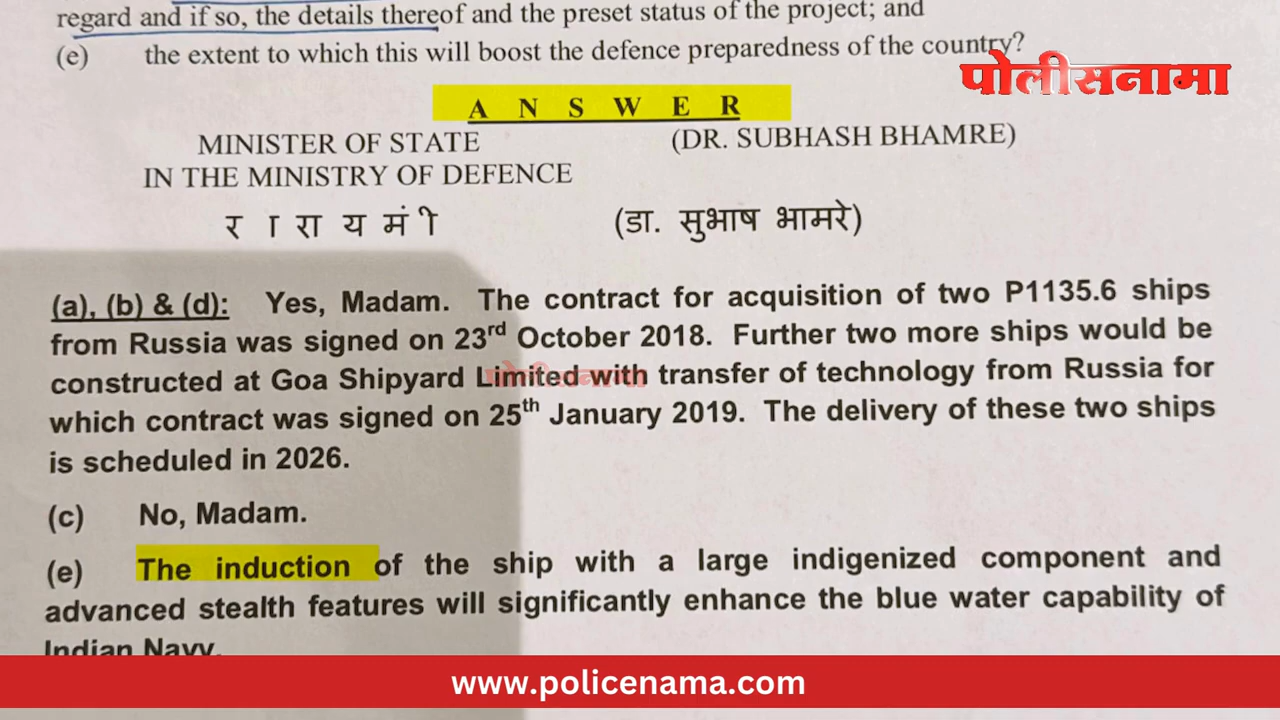 regard and if so, the details thereof and the preset status of the project; and
(e) the extent to which this will boost the defence preparedness of the country?
पोलीसनामा
A N S W E R
MINISTER OF STATE (DR. SUBHASH BHAMRE)
IN THE MINISTRY OF DEFENCE
र ा रा य मं ी (डा. सुभाष भामरे)
(a), (b) & (d): Yes, Madam. The contract for acquisition of two P1135.6 ships
from Russia was signed on 23rd October 2018. Further two more ships would be
constructed at Goa Shipyard Limited with transfer of technology from Russia for
which contract was signed on 25th January 2019. The delivery of these two ships
is scheduled in 2026.
(c) No, Madam.
(e) The induction of the ship with a large indigenized component and
advanced stealth features will significantly enhance the blue water capability of
Indian Navy.
www.policenama.com